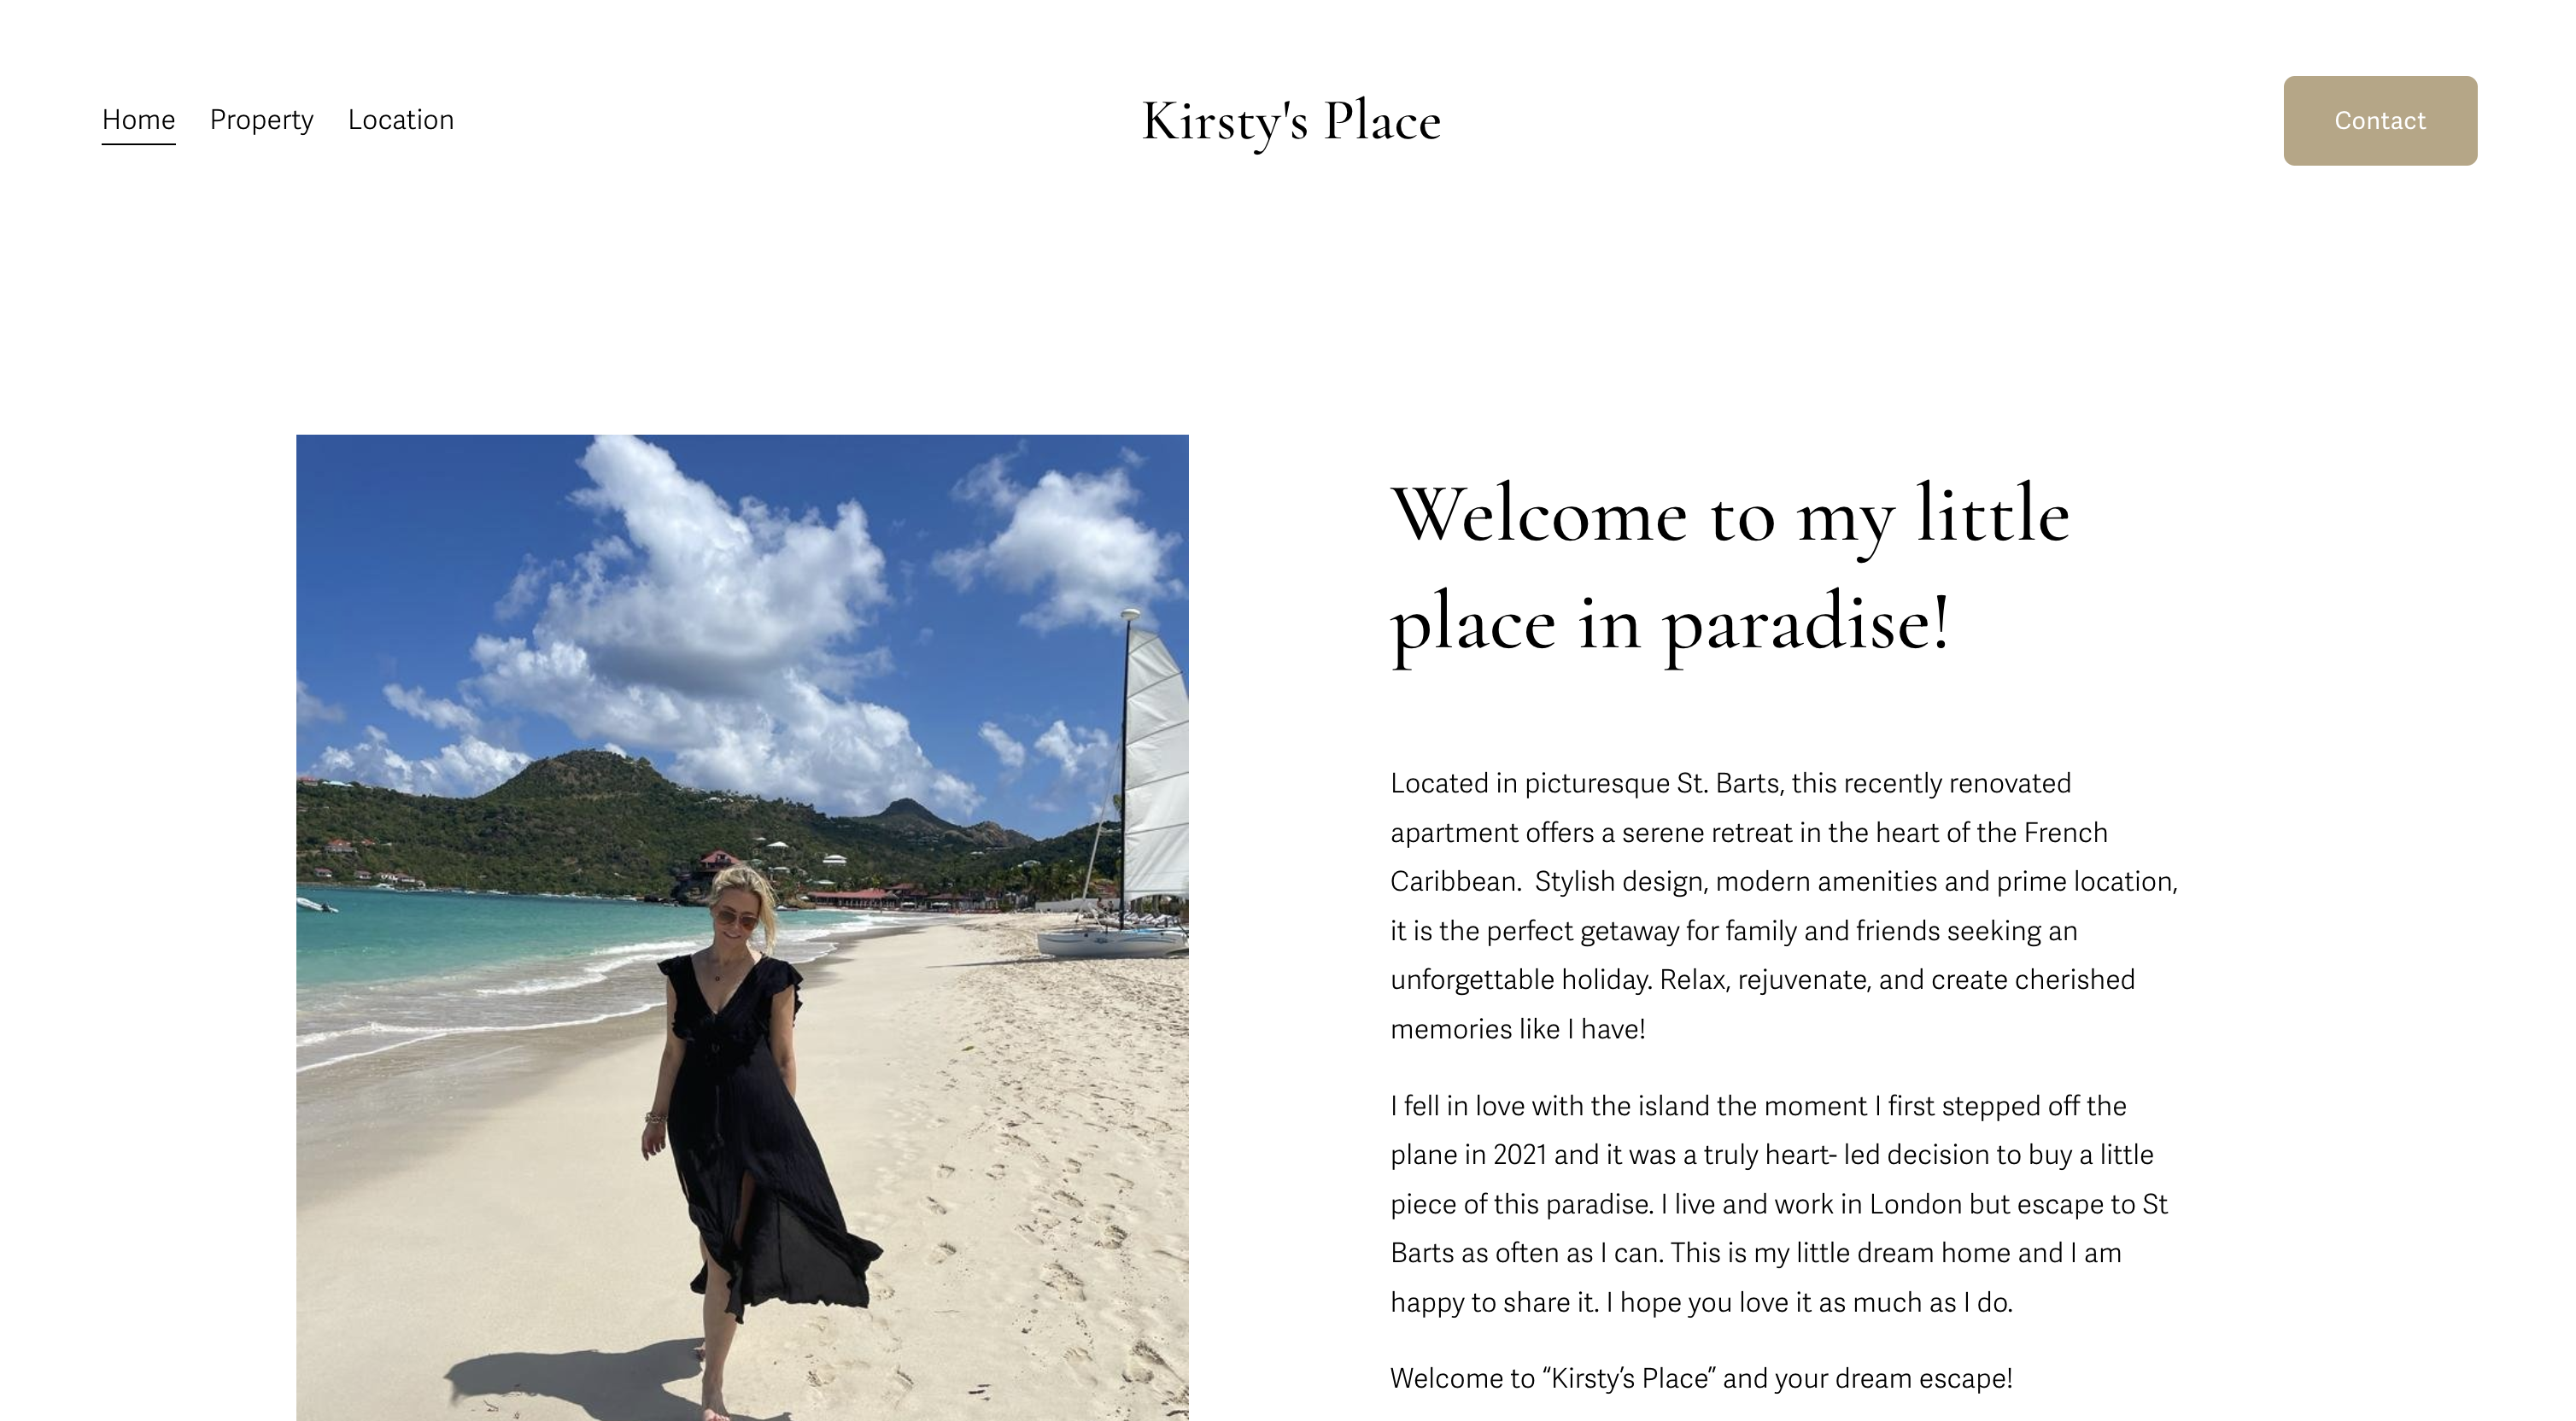 Home Property Location Kirsty's Place Contact
Welcome to my little
place in paradise!
Located in picturesque St. Barts, this recently renovated
apartment offers a serene retreat in the heart of the French
Caribbean.  Stylish design, modern amenities and prime location,
it is the perfect getaway for family and friends seeking an
unforgettable holiday. Relax, rejuvenate, and create cherished
memories like I have!
I fell in love with the island the moment I first stepped off the
plane in 2021 and it was a truly heart- led decision to buy a little
piece of this paradise. I live and work in London but escape to St
Barts as often as I can. This is my little dream home and I am
happy to share it. I hope you love it as much as I do.
Welcome to “Kirsty’s Place” and your dream escape!